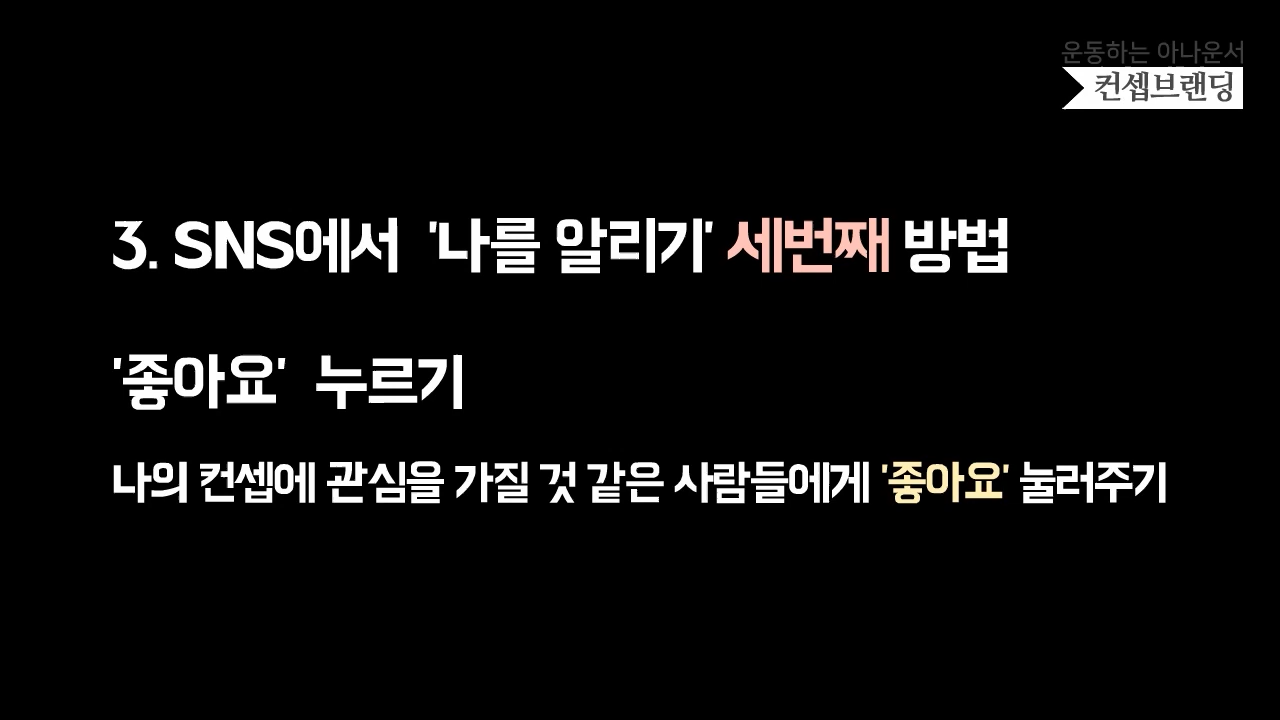 운동하는 아나운서
컨셉브랜딩
3. SNS에서 '나를 알리기' 세번째 방법
'좋아요' 누르기
나의 컨셉에 관심을 가질 것 같은 사람들에게 '좋아요' 눌러주기